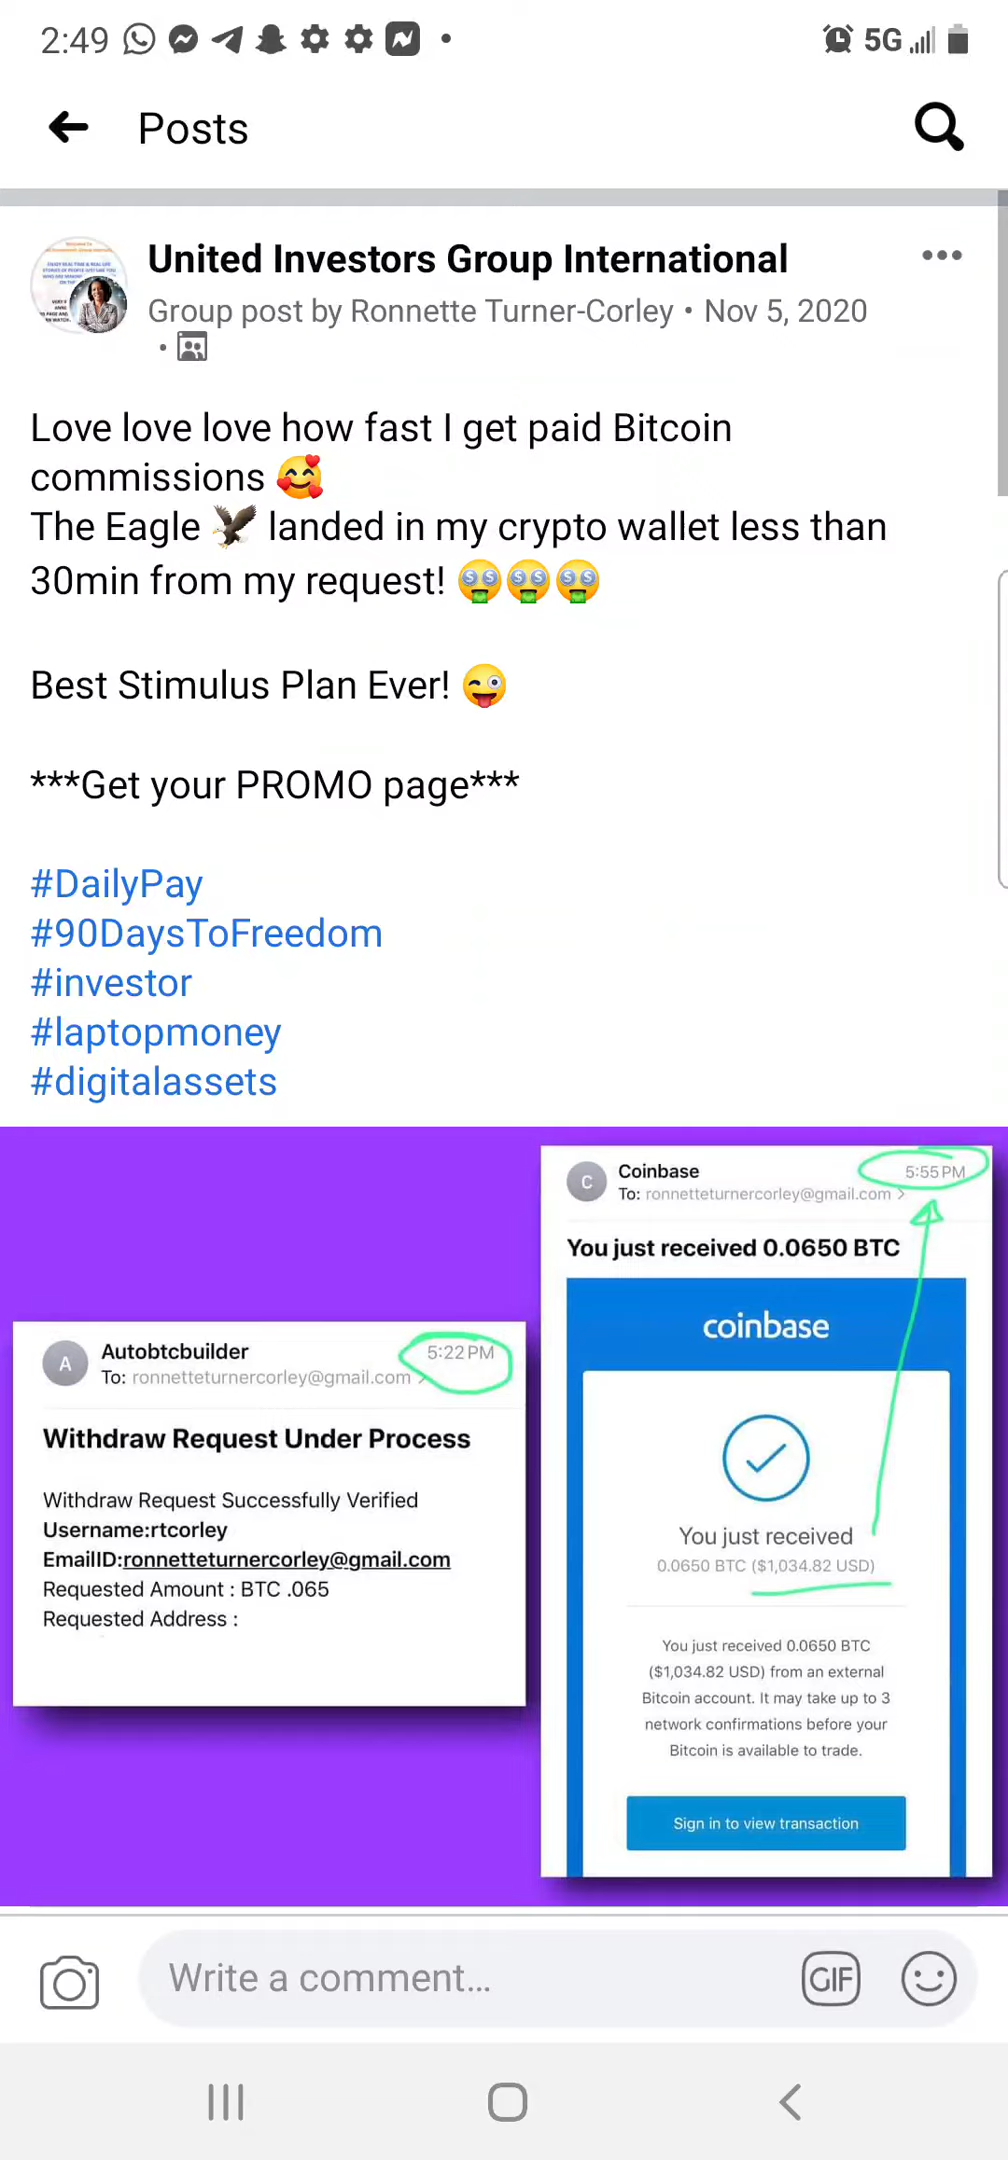 2:49
5G
Posts
United Investors Group International
Group post by Ronnette Turner-Corley • Nov 5, 2020
Love love love how fast I get paid Bitcoin
commissions 🥰
The Eagle 🦅 landed in my crypto wallet less than
30min from my request! 🤑🤑🤑
Best Stimulus Plan Ever! 😜
***Get your PROMO page***
#DailyPay
#90DaysToFreedom
#investor
#laptopmoney
#digitalassets
A
Autobtcbuilder
5:22 PM
To: ronnetteturnercorley@gmail.com >
Withdraw Request Under Process
Withdraw Request Successfully Verified
Username:rtcorley
EmailID:ronnetteturnercorley@gmail.com
Requested Amount : BTC .065
Requested Address :
C
Coinbase
5:55 PM
To: ronnetteturnercorley@gmail.com >
You just received 0.0650 BTC
coinbase
You just received
0.0650 BTC ($1,034.82 USD)
You just received 0.0650 BTC
($1,034.82 USD) from an external
Bitcoin account. It may take up to 3
network confirmations before your
Bitcoin is available to trade.
Sign in to view transaction
Write a comment...
GIF